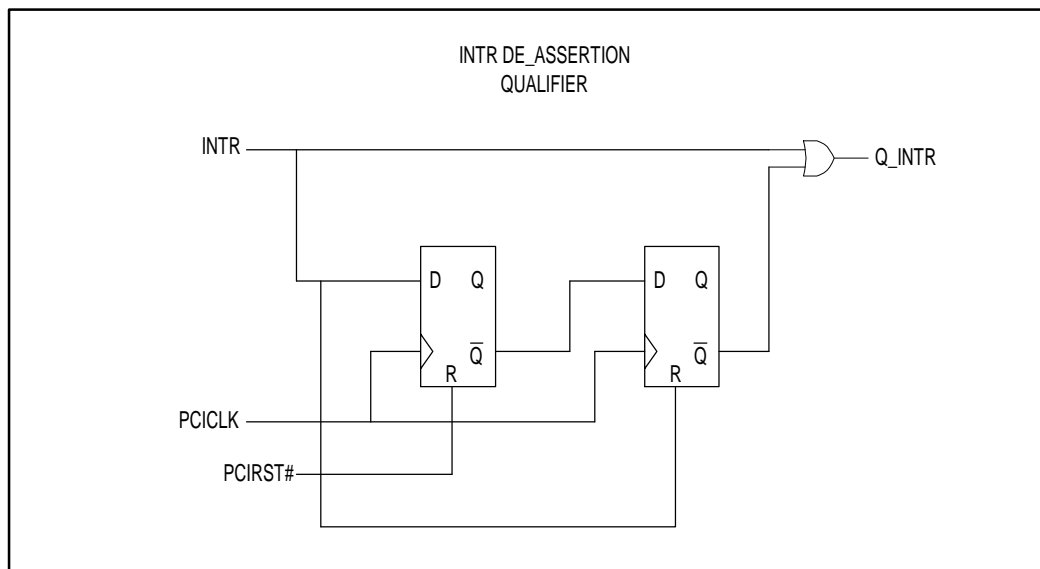 INTR DE_ASSERTION
QUALIFIER
INTR
Q_INTR
D Q
D Q
Q̅
Q̅
R
R
PCICLK
PCIRST#